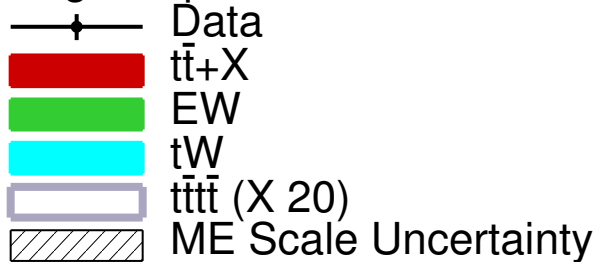 Data
tt̄+X
EW
tW
tt̄tt̄ (X 20)
ME Scale Uncertainty